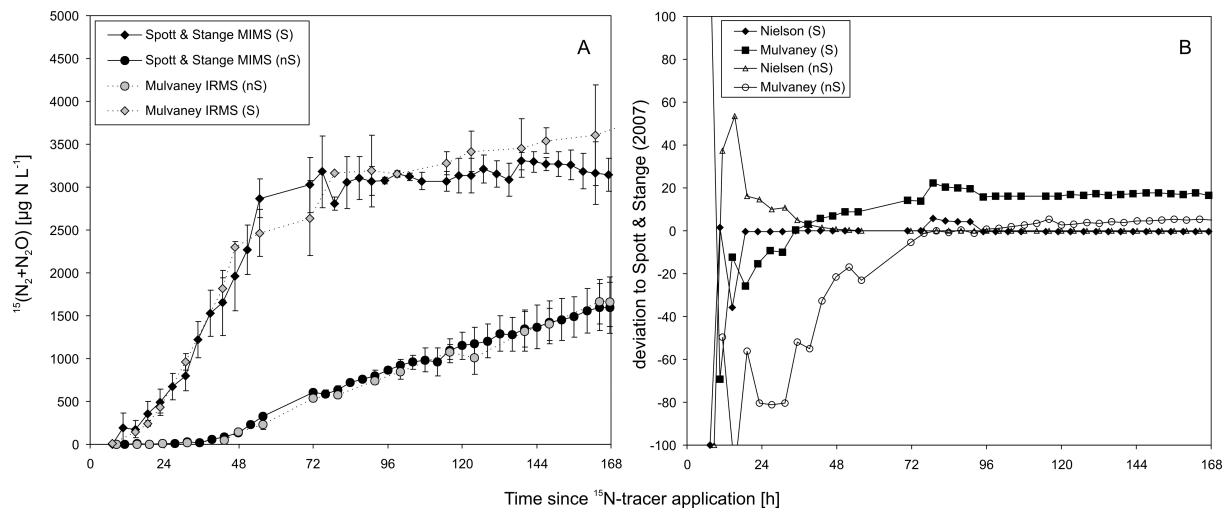 5000
4500
4000
3500
3000
2500
2000
1500
1000
500
0
¹⁵(N₂+N₂O) [µg N L⁻¹]
Spott & Stange MIMS (S)
Spott & Stange MIMS (nS)
Mulvaney IRMS (nS)
Mulvaney IRMS (S)
A
0 24 48 72 96 120 144 168
100
80
60
40
20
0
-20
-40
-60
-80
-100
deviation to Spott & Stange (2007)
Nielson (S)
Mulvaney (S)
Nielsen (nS)
Mulvaney (nS)
B
0 24 48 72 96 120 144 168
Time since ¹⁵N-tracer application [h]